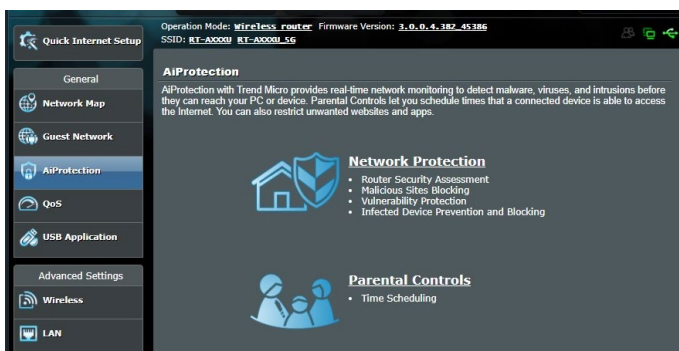 Operation Mode: Wireless router Firmware Version: 3.0.0.4.382_45386
SSID: RT-AXXXU RT-AXXXU_5G
Quick Internet Setup
General
Network Map
Guest Network
AiProtection
QoS
USB Application
Advanced Settings
Wireless
LAN
AiProtection
AiProtection with Trend Micro provides real-time network monitoring to detect malware, viruses, and intrusions before
they can reach your PC or device. Parental Controls let you schedule times that a connected device is able to access
the Internet. You can also restrict unwanted websites and apps.
Network Protection
• Router Security Assessment
• Malicious Sites Blocking
• Vulnerability Protection
• Infected Device Prevention and Blocking
Parental Controls
• Time Scheduling